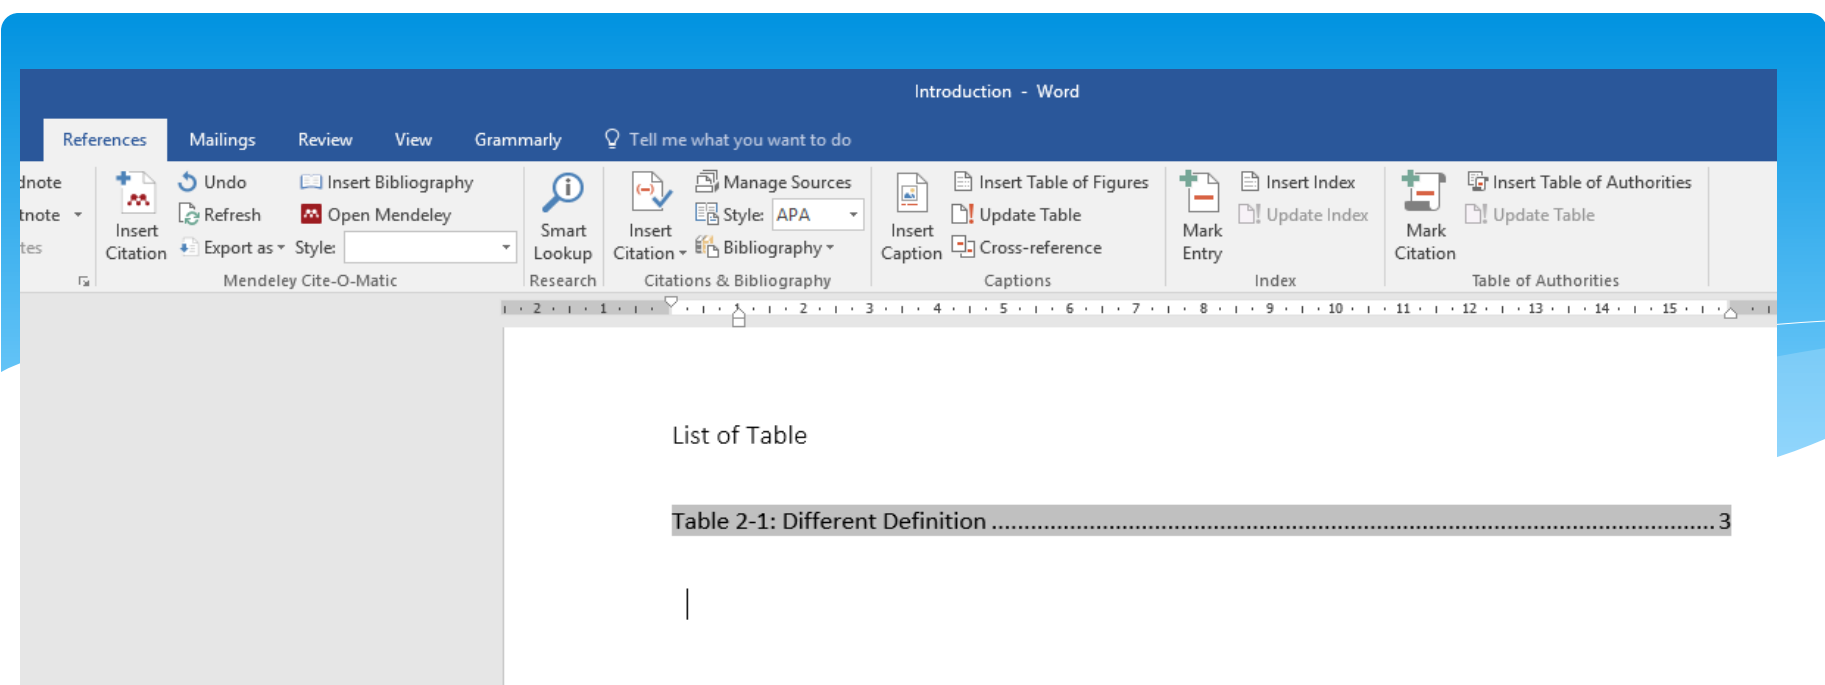 Introduction - Word
References Mailings Review View Grammarly Tell me what you want to do
dnote Undo Insert Bibliography Manage Sources Insert Table of Figures Insert Index Insert Table of Authorities
tnote Refresh Open Mendeley Style: APA Update Table Update Index Update Table
Insert Smart Insert Insert Mark Mark
tes Citation Export as Style: Lookup Citation Bibliography Caption Cross-reference Entry Citation
Mendeley Cite-O-Matic Research Citations & Bibliography Captions Index Table of Authorities
2 1 1 2 3 4 5 6 7 8 9 10 11 12 13 14 15
List of Table
Table 2-1: Different Definition ........................................................................................................ 3